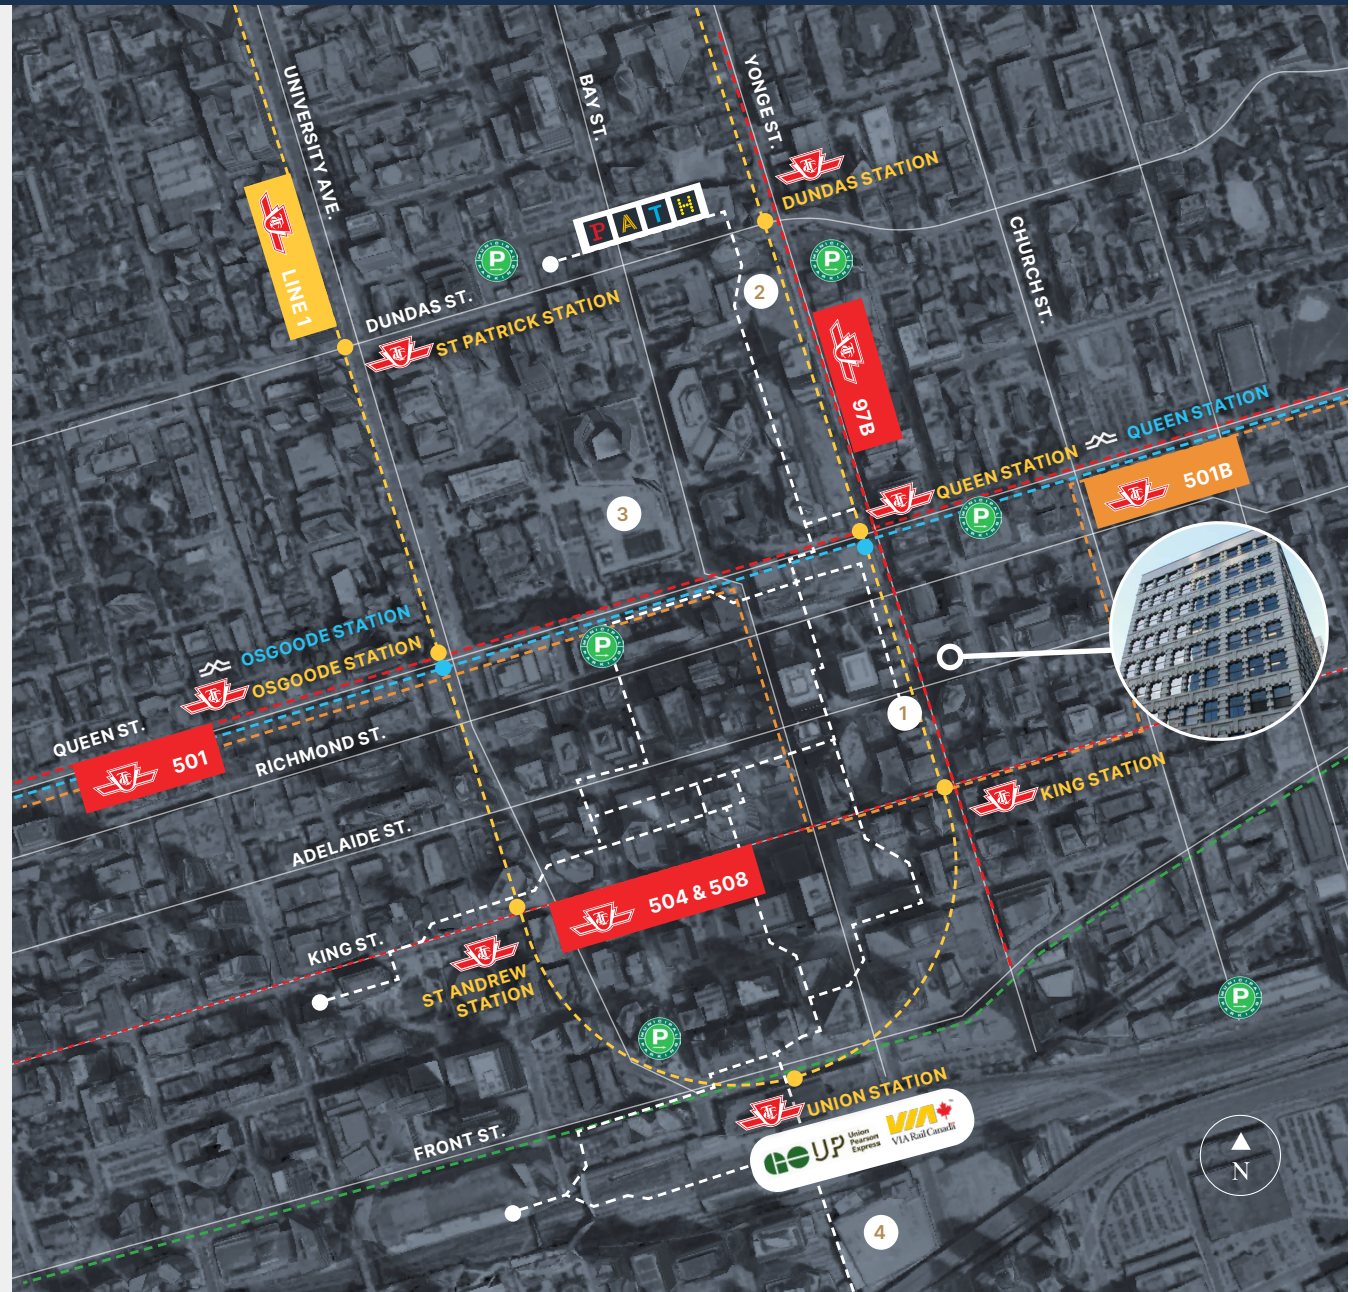 UNIVERSITY AVE.
BAY ST.
YONGE ST.
DUNDAS STATION
PATH
LINE 1
P
P
2
CHURCH ST.
DUNDAS ST.
ST PATRICK STATION
97B
QUEEN STATION
QUEEN STATION
501B
P
3
OSGOODE STATION
OSGOODE STATION
P
QUEEN ST.
501
RICHMOND ST.
1
KING STATION
ADELAIDE ST.
504 & 508
KING ST.
ST ANDREW
STATION
P
P
UNION STATION
GO UP Union
Pearson
Express
VIA
VIA Rail Canada
FRONT ST.
N
4